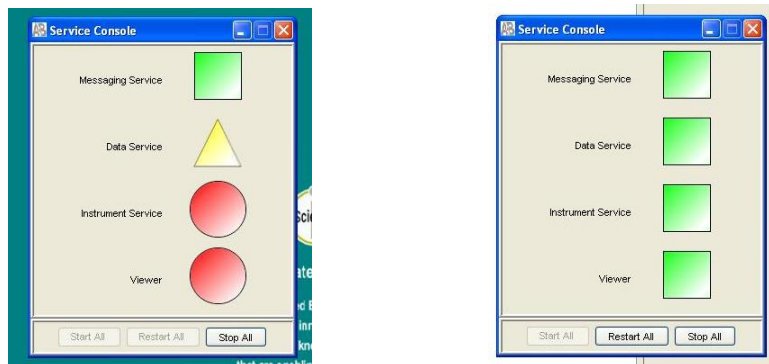 Service Console
Messaging Service
Data Service
Instrument Service
Viewer
Start All Restart All Stop All
Service Console
Messaging Service
Data Service
Instrument Service
Viewer
Start All Restart All Stop All